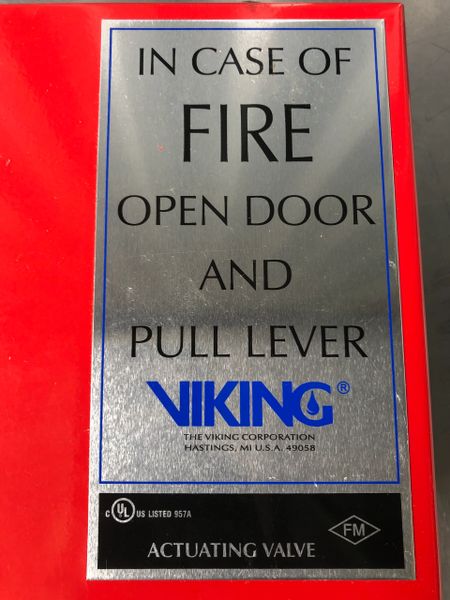 IN CASE OF
FIRE
OPEN DOOR
AND
PULL LEVER
VIKING®
THE VIKING CORPORATION
HASTINGS, MI U.S.A. 49058
C UL US LISTED 957A
FM
ACTUATING VALVE